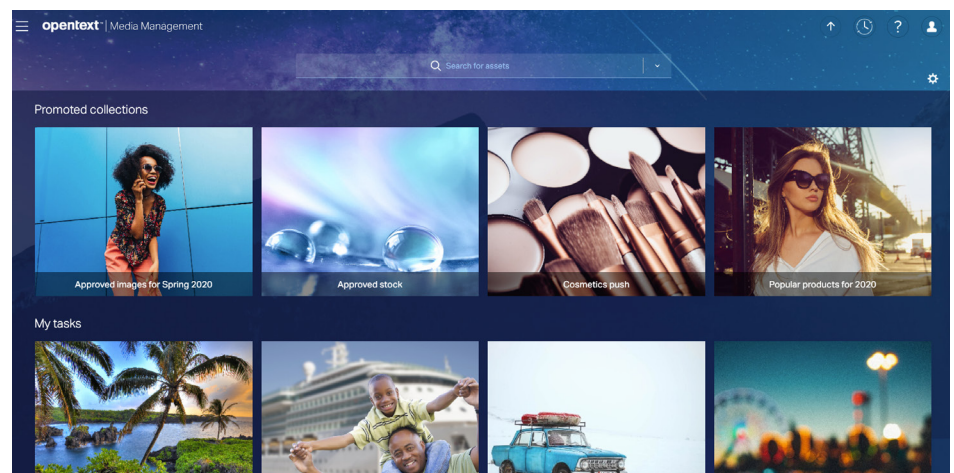 opentext™ | Media Management
?
Search for assets
Promoted collections
Approved images for Spring 2020
Approved stock
Cosmetics push
Popular products for 2020
My tasks